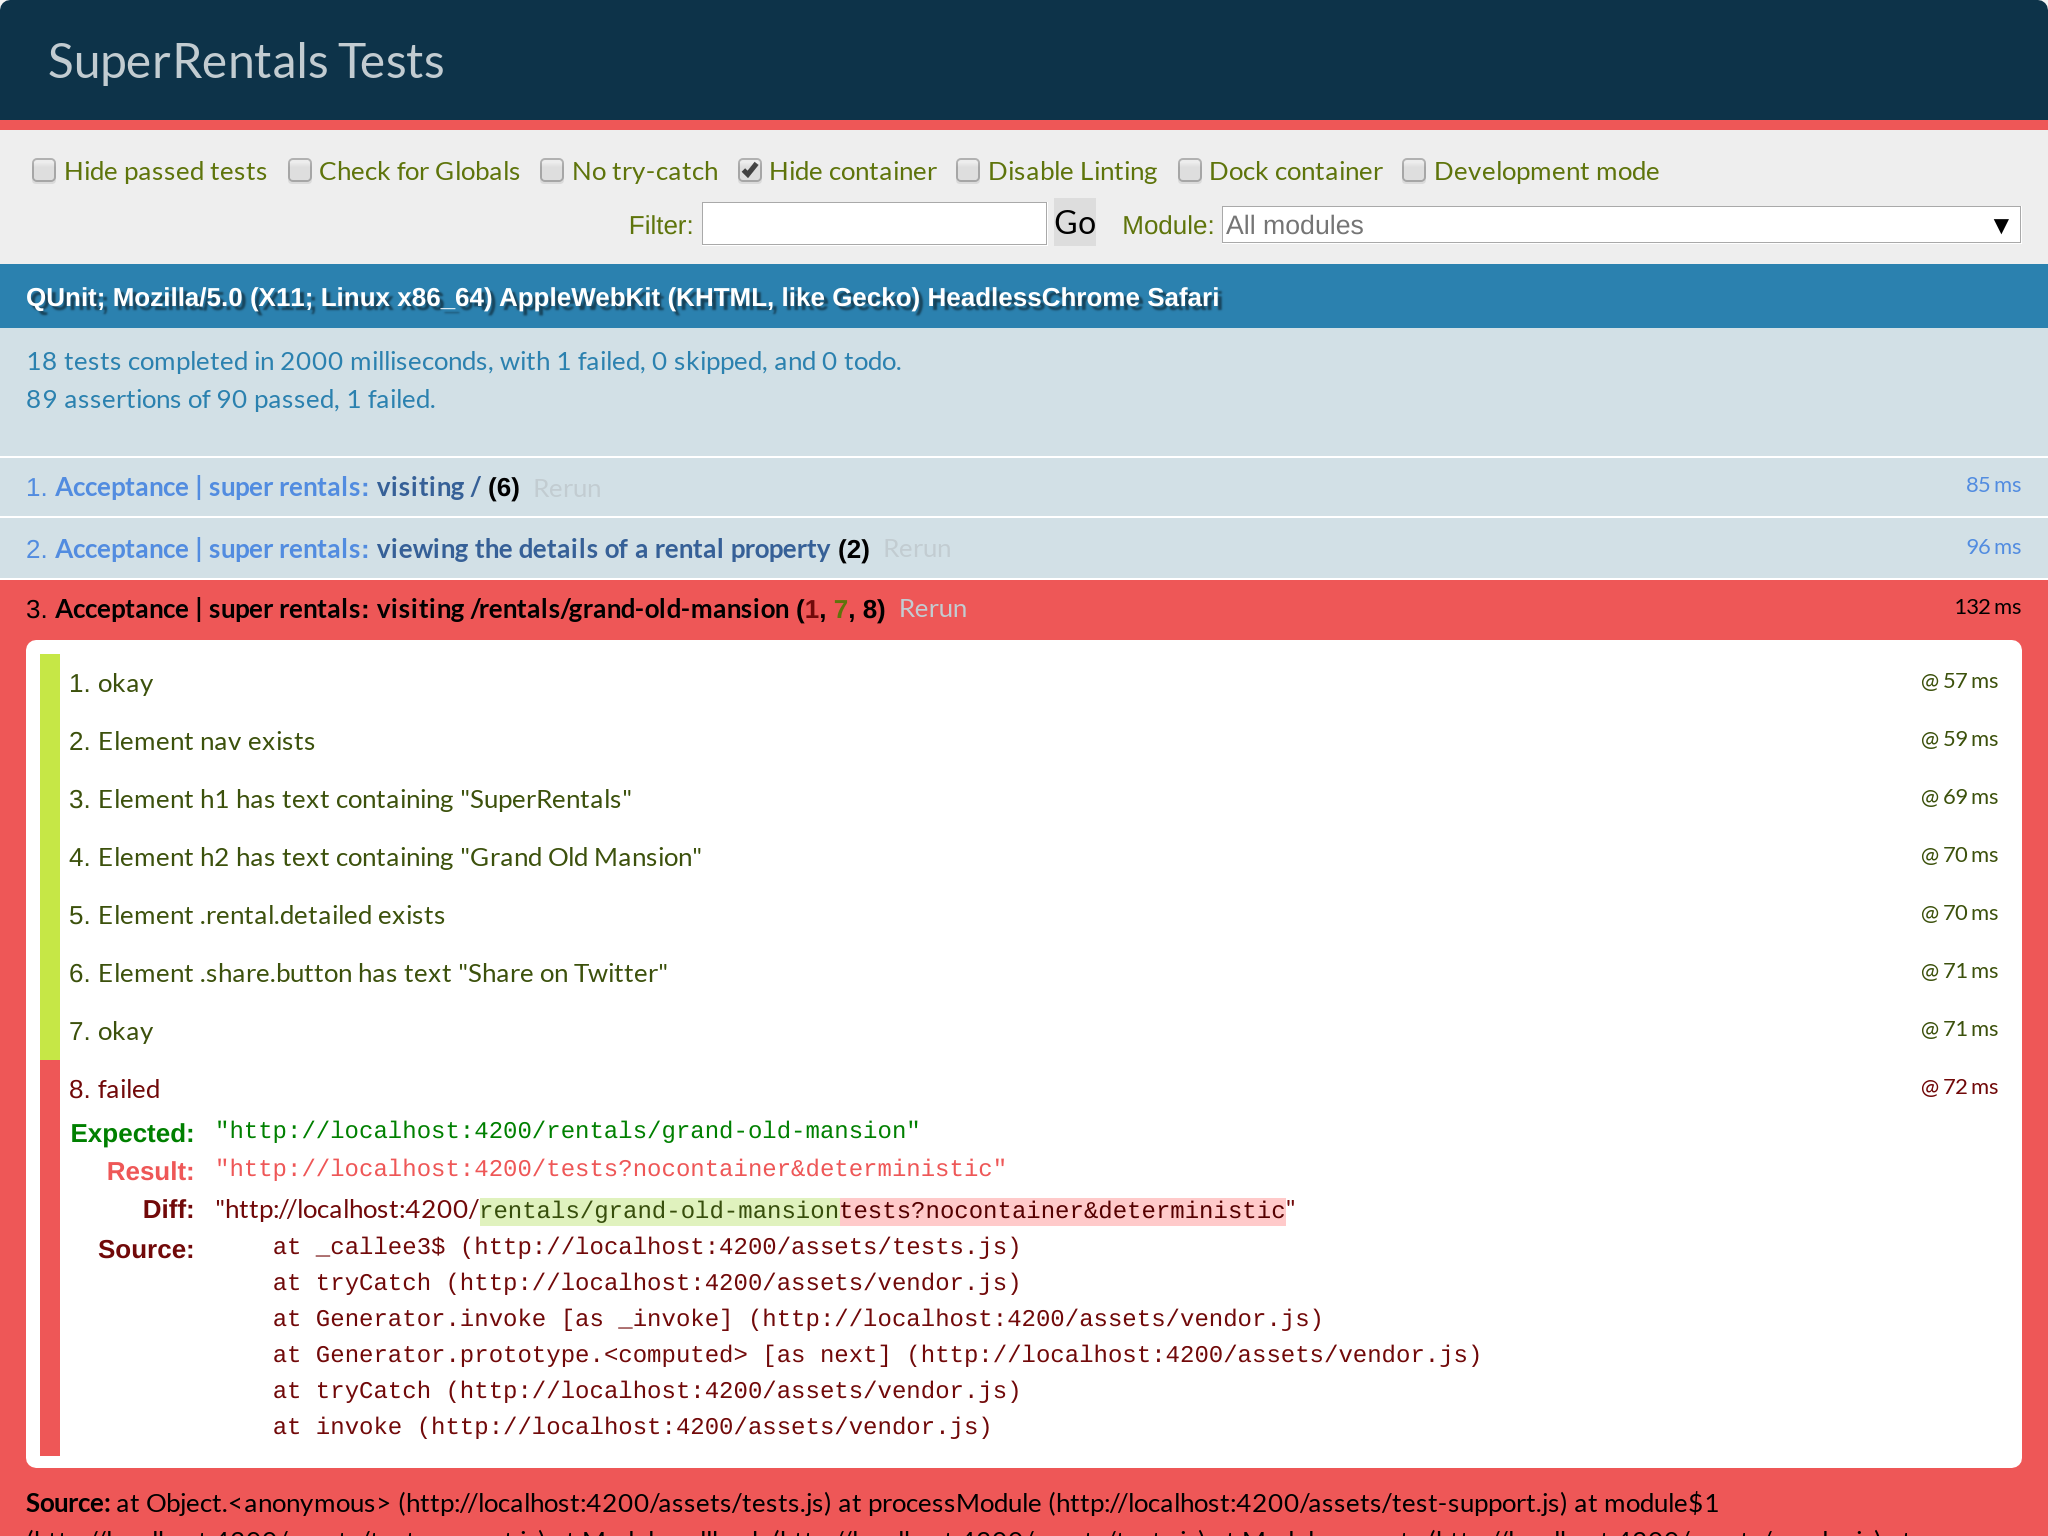 SuperRentals Tests
Hide passed tests Check for Globals No try-catch Hide container Disable Linting Dock container Development mode
Filter: Go Module: All modules ▼
QUnit; Mozilla/5.0 (X11; Linux x86_64) AppleWebKit (KHTML, like Gecko) HeadlessChrome Safari
18 tests completed in 2000 milliseconds, with 1 failed, 0 skipped, and 0 todo.
89 assertions of 90 passed, 1 failed.
1. Acceptance | super rentals: visiting / (6) Rerun 85 ms
2. Acceptance | super rentals: viewing the details of a rental property (2) Rerun 96 ms
3. Acceptance | super rentals: visiting /rentals/grand-old-mansion (1, 7, 8) Rerun 132 ms
1. okay @ 57 ms
2. Element nav exists @ 59 ms
3. Element h1 has text containing "SuperRentals" @ 69 ms
4. Element h2 has text containing "Grand Old Mansion" @ 70 ms
5. Element .rental.detailed exists @ 70 ms
6. Element .share.button has text "Share on Twitter" @ 71 ms
7. okay @ 71 ms
8. failed @ 72 ms
Expected: "http://localhost:4200/rentals/grand-old-mansion"
Result: "http://localhost:4200/tests?nocontainer&deterministic"
Diff: "http://localhost:4200/rentals/grand-old-mansiontests?nocontainer&deterministic"
Source: at _callee3$ (http://localhost:4200/assets/tests.js)
at tryCatch (http://localhost:4200/assets/vendor.js)
at Generator.invoke [as _invoke] (http://localhost:4200/assets/vendor.js)
at Generator.prototype.<computed> [as next] (http://localhost:4200/assets/vendor.js)
at tryCatch (http://localhost:4200/assets/vendor.js)
at invoke (http://localhost:4200/assets/vendor.js)
Source: at Object.<anonymous> (http://localhost:4200/assets/tests.js) at processModule (http://localhost:4200/assets/test-support.js) at module$1